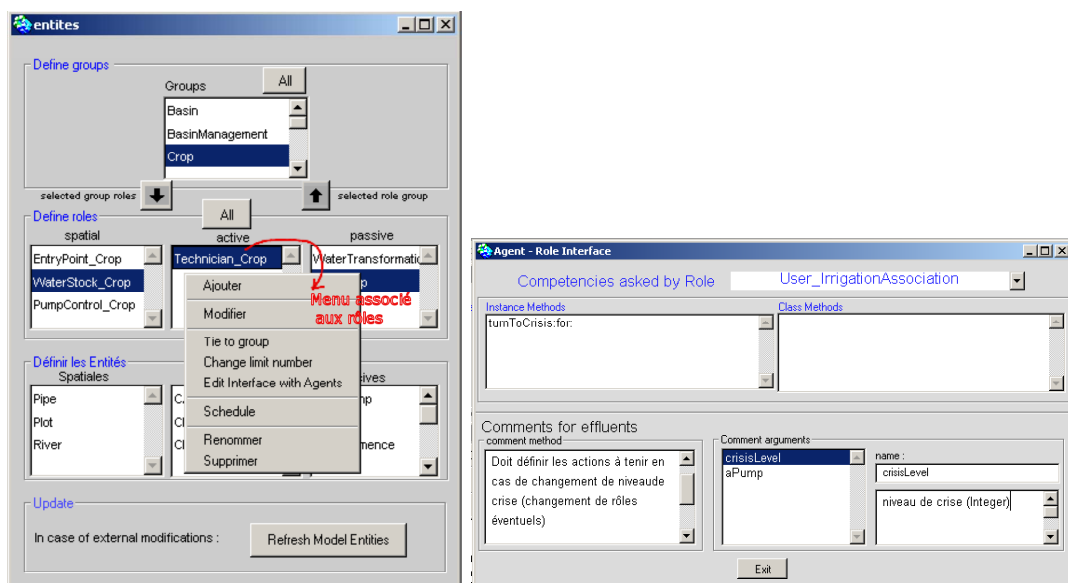 entites
Define groups
All
Groups
Basin
BasinManagement
Crop
selected group roles
selected role group
Define roles
All
spatial
active
passive
EntryPoint_Crop
WaterStock_Crop
PumpControl_Crop
Technician_Crop
WaterTransformatic
p
Menu associé
aux rôles
Ajouter
Modifier
Tie to group
Change limit number
Edit Interface with Agents
Schedule
Renommer
Supprimer
Définir les Entités
Spatiales
ives
Pipe
Plot
River
C
Cl
Cl
np
nence
Update
In case of external modifications :
Refresh Model Entities
Agent - Role Interface
Competencies asked by Role
User_IrrigationAssociation
Instance Methods
Class Methods
turnToCrisis:for:
Comments for effluents
comment method
Doit définir les actions à tenir en
cas de changement de niveaude
crise (changement de rôles
éventuels)
Comment arguments
crisisLevel
aPump
name :
crisisLevel
niveau de crise (Integer)
Exit